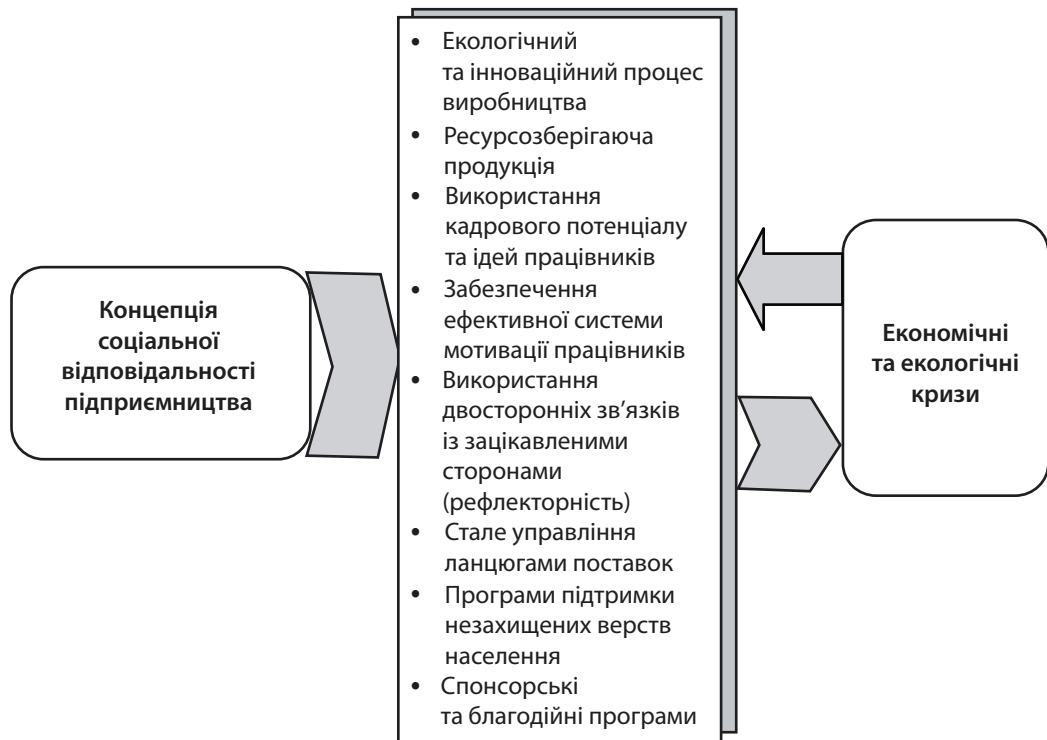 Концепція
соціальної
відповідальності
підприємництва
• Екологічний
та інноваційний процес
виробництва
• Ресурсозберігаюча
продукція
• Використання
кадрового потенціалу
та ідей працівників
• Забезпечення
ефективної системи
мотивації працівників
• Використання
двосторонніх зв’язків
із зацікавленими
сторонами
(рефлекторність)
• Стале управління
ланцюгами поставок
• Програми підтримки
незахищених верств
населення
• Спонсорські
та благодійні програми
Економічні
та екологічні
кризи